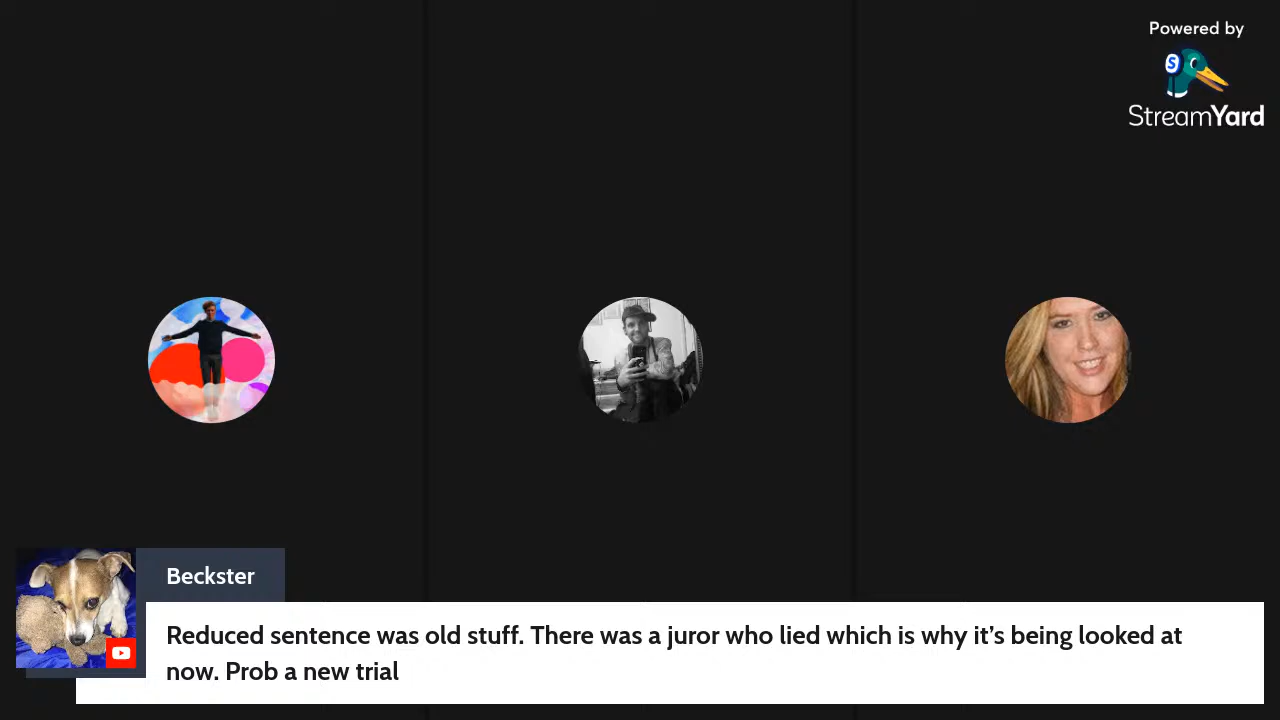 Powered by
S
StreamYard
Beckster
Reduced sentence was old stuff. There was a juror who lied which is why it’s being looked at
now. Prob a new trial